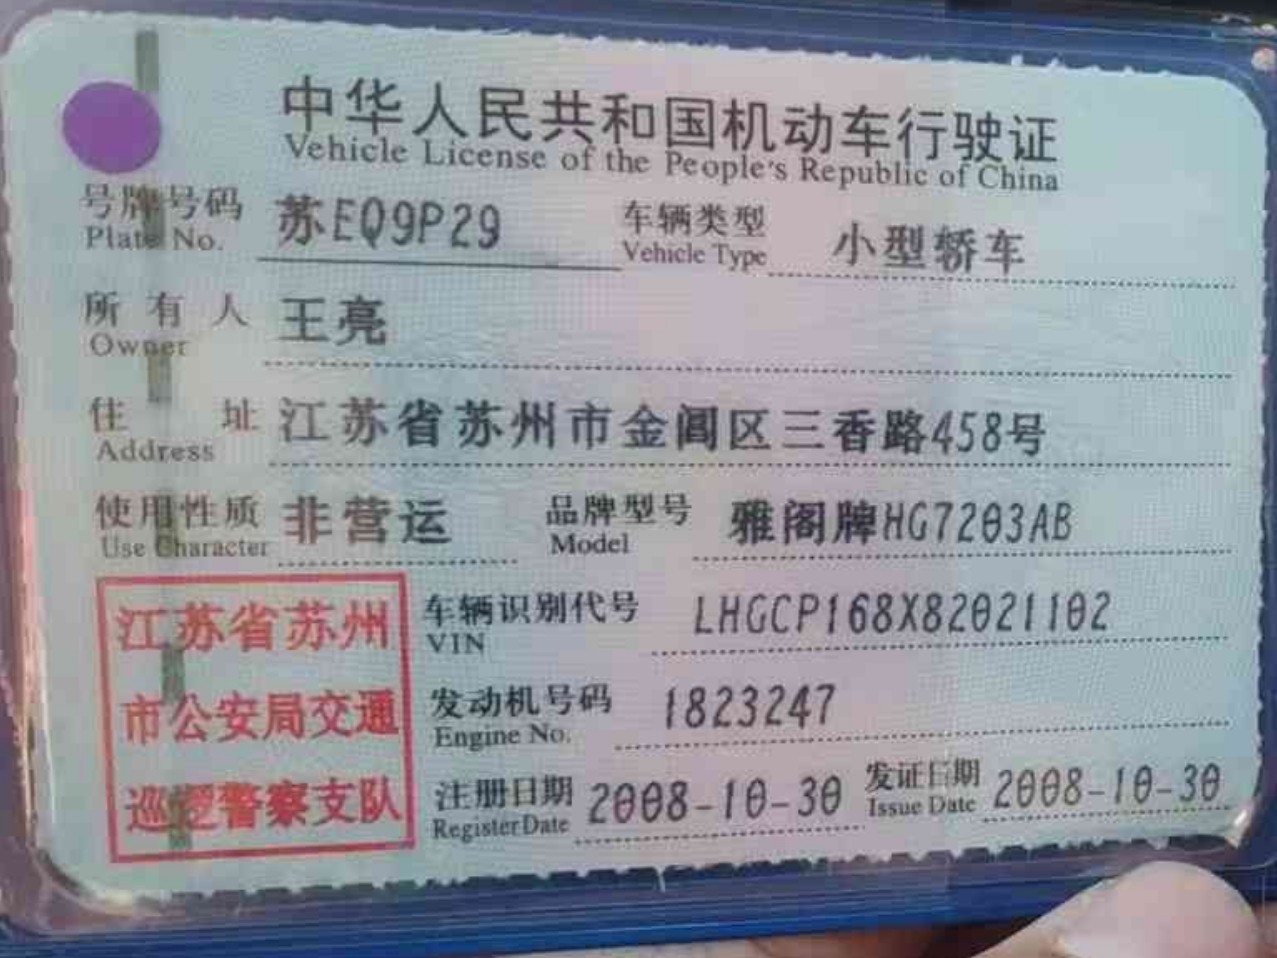 中华人民共和国机动车行驶证
Vehicle License of the People's Republic of China
号牌号码 苏EQ9P29 车辆类型 小型轿车
Plate No. Vehicle Type
所有人 王亮
Owner
住址 江苏省苏州市金阊区三香路458号
Address
使用性质 非营运 品牌型号 雅阁牌HG7203AB
Use Character Model
江苏省苏州
市公安局交通
巡逻警察支队
车辆识别代号 LHGCP168X82021102
VIN
发动机号码 1823247
Engine No.
注册日期 2008-10-30 发证日期 2008-10-30
Register Date Issue Date